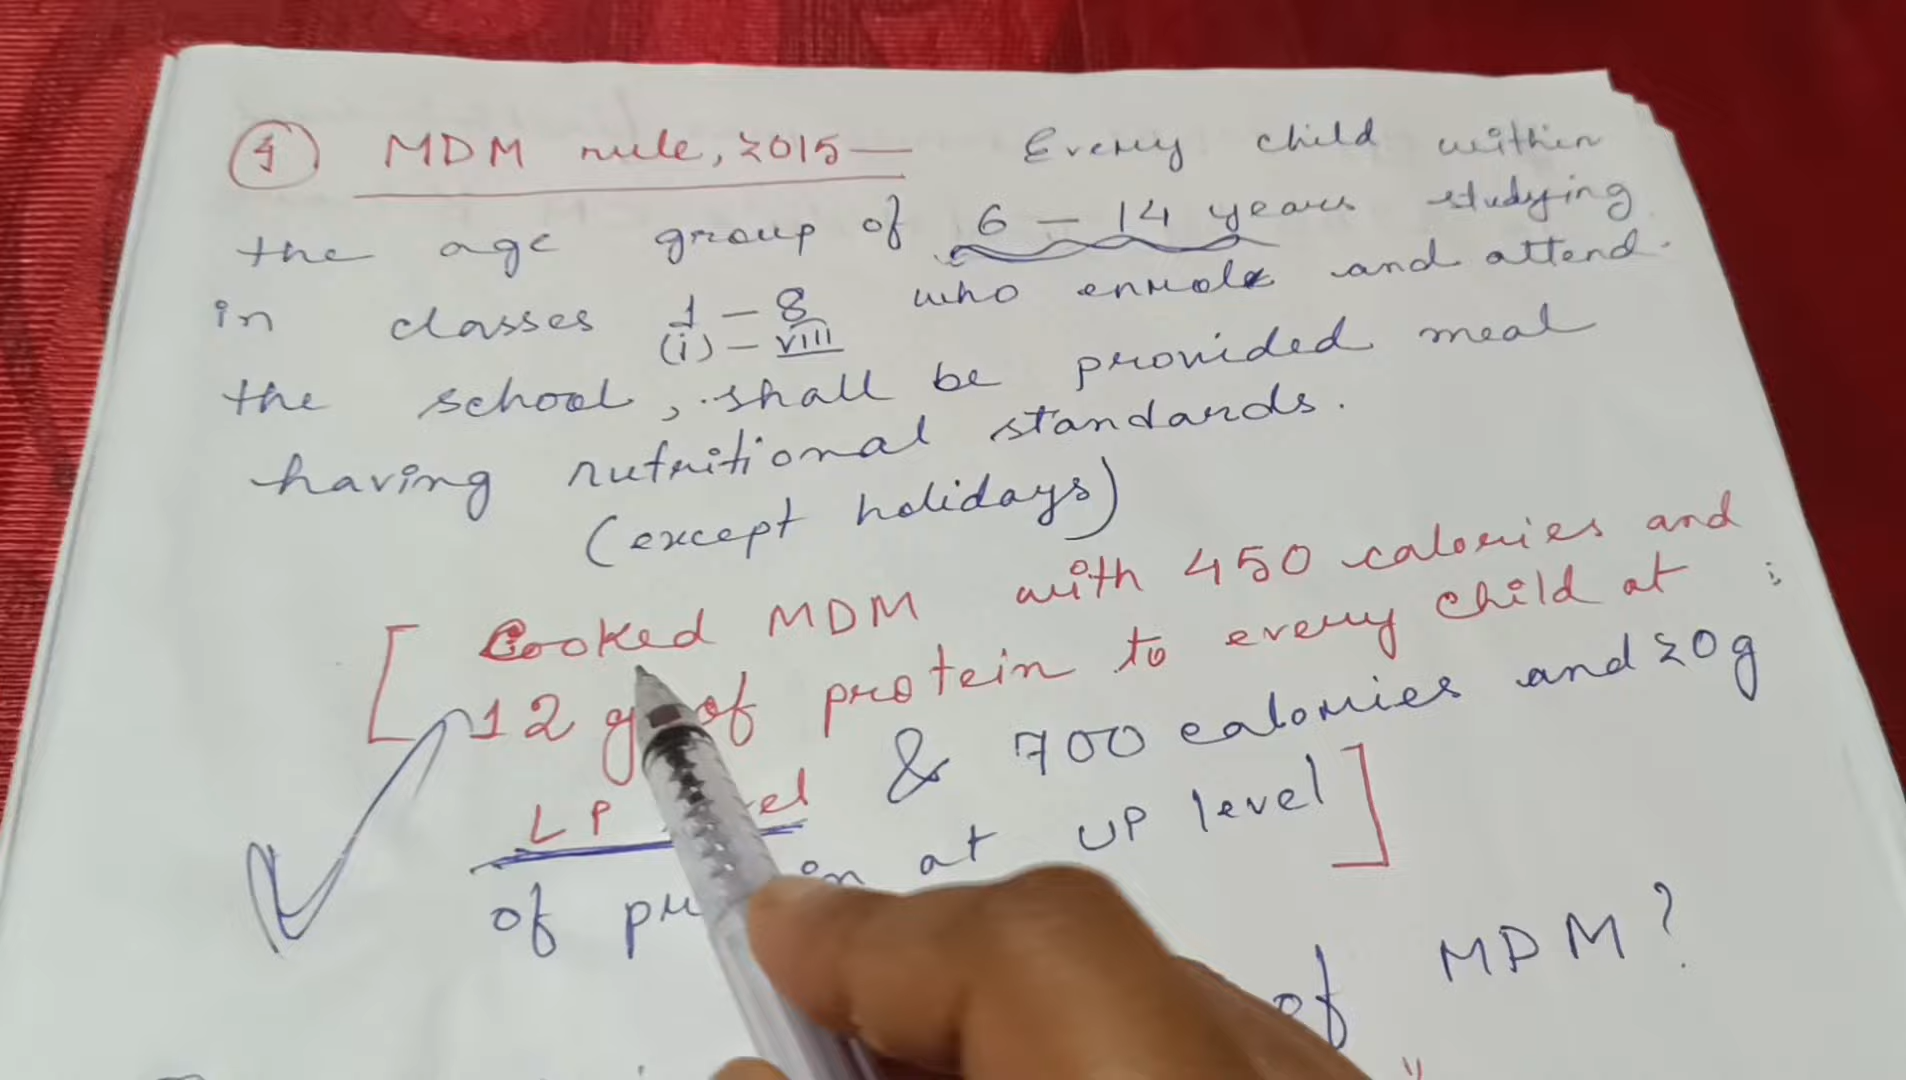 4. MDM rule, 2015 — Every child within
the age group of 6 – 14 years studying
in classes 1 – 8 who enrole and attend
(i) – VIII
the school, shall be provided meal
having nutritional standards.
(except holidays)
[ Cooked MDM with 450 calories and
12 g of protein to every child at
LP & 700 calories and 20g
of at UP level ]
of MDM?